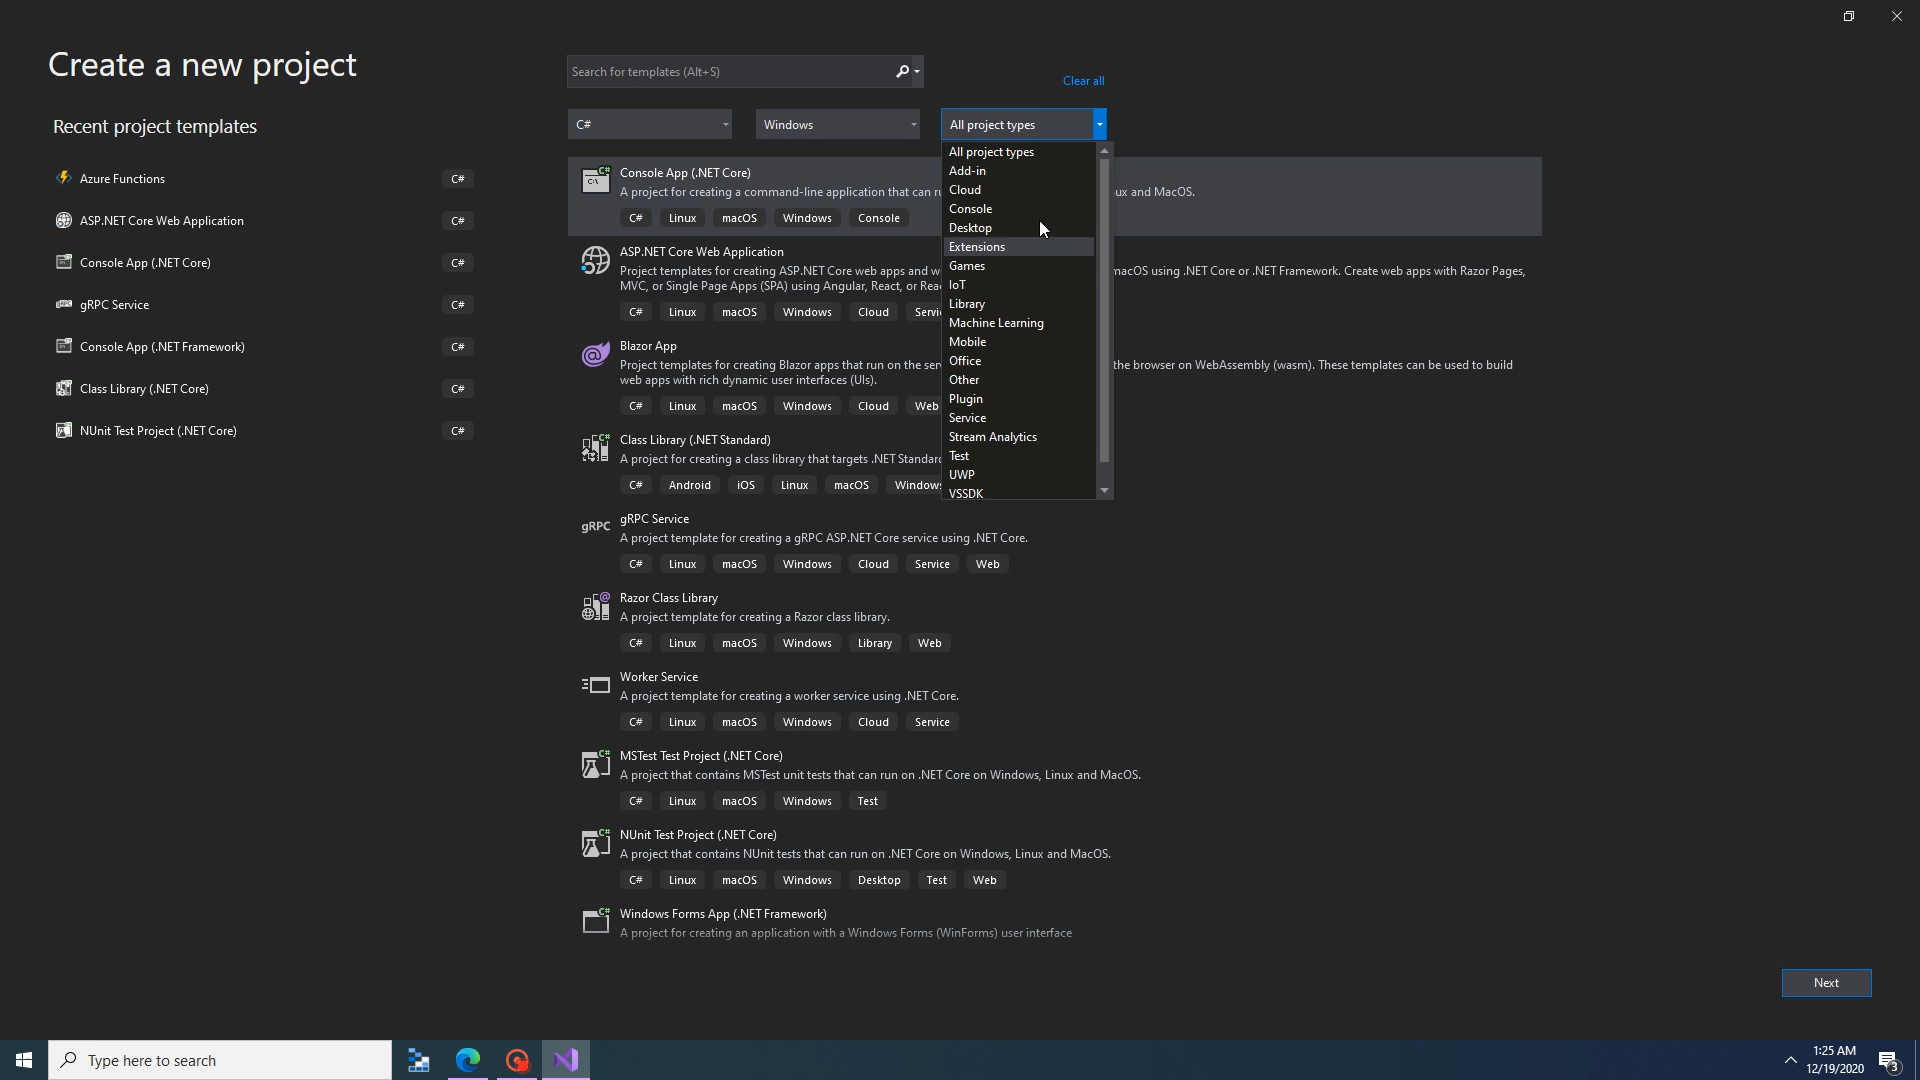 Create a new project
Search for templates (Alt+S)
Clear all
C#
Windows
All project types
Recent project templates
Azure Functions C#
ASP.NET Core Web Application C#
Console App (.NET Core) C#
gRPC Service C#
Console App (.NET Framework) C#
Class Library (.NET Core) C#
NUnit Test Project (.NET Core) C#
All project types
Add-in
Cloud
Console
Desktop
Extensions
Games
IoT
Library
Machine Learning
Mobile
Office
Other
Plugin
Service
Stream Analytics
Test
UWP
VSSDK
Console App (.NET Core)
A project for creating a command-line application that can ux and MacOS.
C# Linux macOS Windows Console
ASP.NET Core Web Application
Project templates for creating ASP.NET Core web apps and w macOS using .NET Core or .NET Framework. Create web apps with Razor Pages,
MVC, or Single Page Apps (SPA) using Angular, React, or Rea
C# Linux macOS Windows Cloud Servi
Blazor App
Project templates for creating Blazor apps that run on the ser the browser on WebAssembly (wasm). These templates can be used to build
web apps with rich dynamic user interfaces (UIs).
C# Linux macOS Windows Cloud Web
Class Library (.NET Standard)
A project for creating a class library that targets .NET Standard
C# Android iOS Linux macOS Windows
gRPC
gRPC Service
A project template for creating a gRPC ASP.NET Core service using .NET Core.
C# Linux macOS Windows Cloud Service Web
Razor Class Library
A project template for creating a Razor class library.
C# Linux macOS Windows Library Web
Worker Service
A project template for creating a worker service using .NET Core.
C# Linux macOS Windows Cloud Service
MSTest Test Project (.NET Core)
A project that contains MSTest unit tests that can run on .NET Core on Windows, Linux and MacOS.
C# Linux macOS Windows Test
NUnit Test Project (.NET Core)
A project that contains NUnit tests that can run on .NET Core on Windows, Linux and MacOS.
C# Linux macOS Windows Desktop Test Web
Windows Forms App (.NET Framework)
A project for creating an application with a Windows Forms (WinForms) user interface
Next
Type here to search
1:25 AM
12/19/2020
3